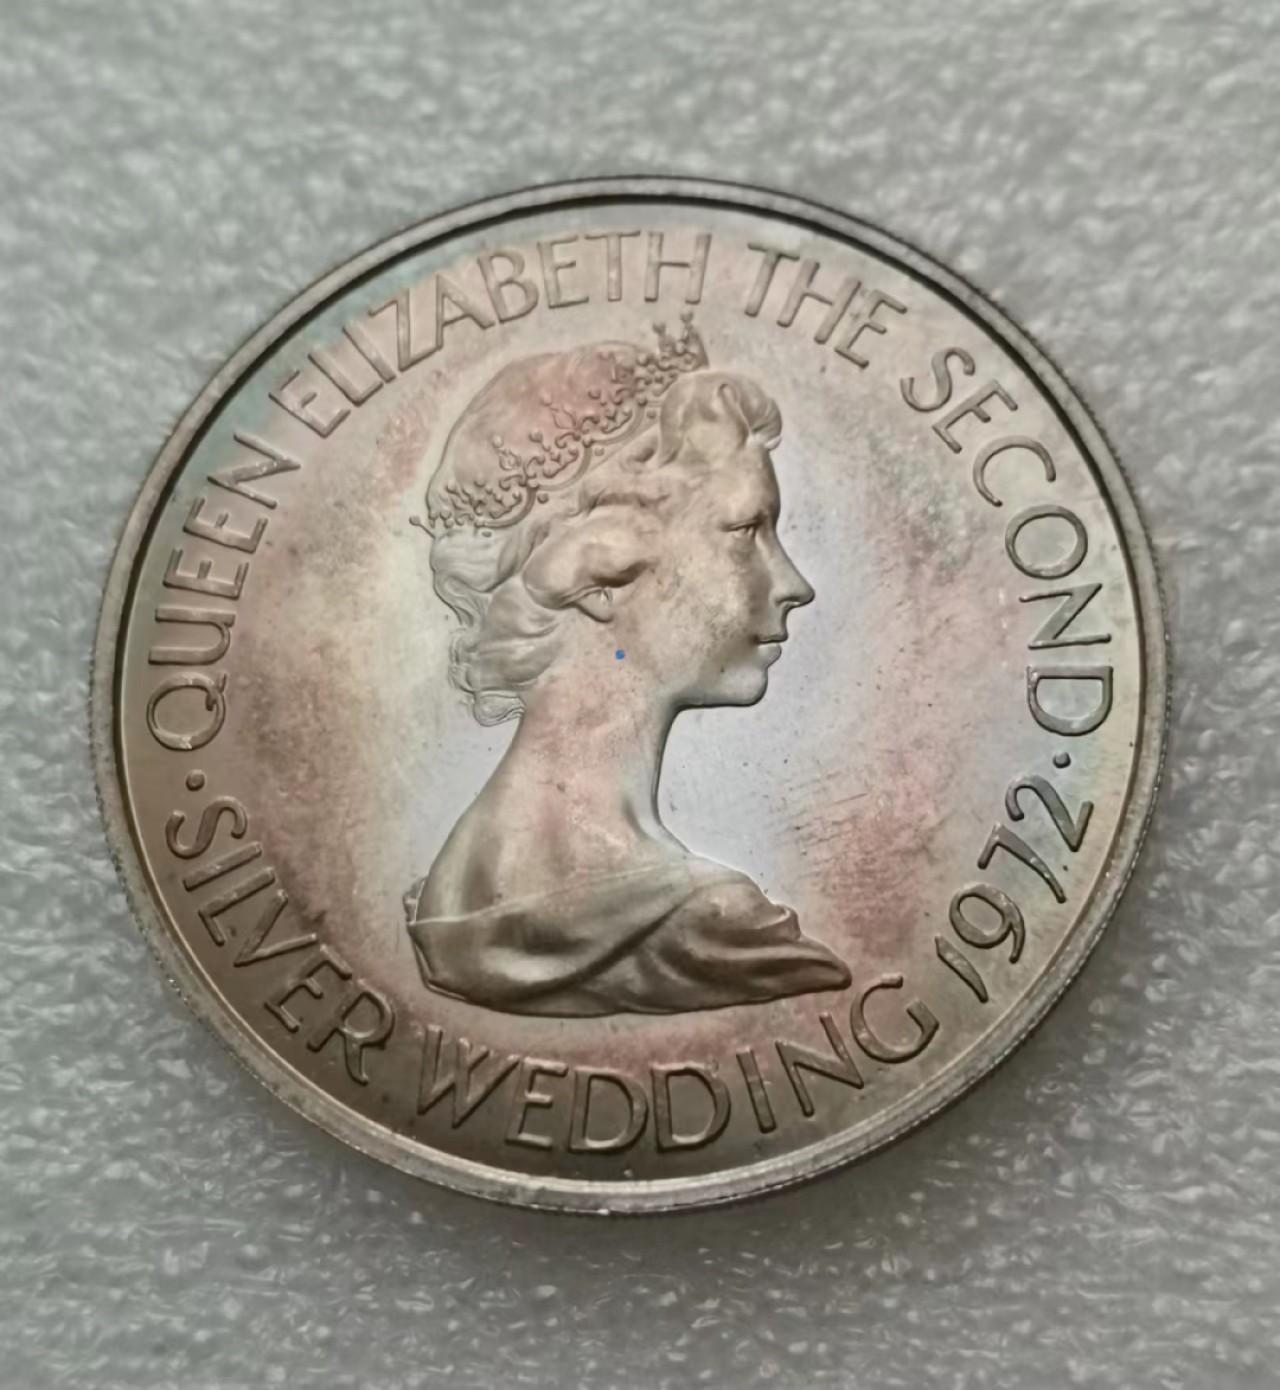 QUEEN ELIZABETH THE SECOND · 
SILVER WEDDING 1972 ·